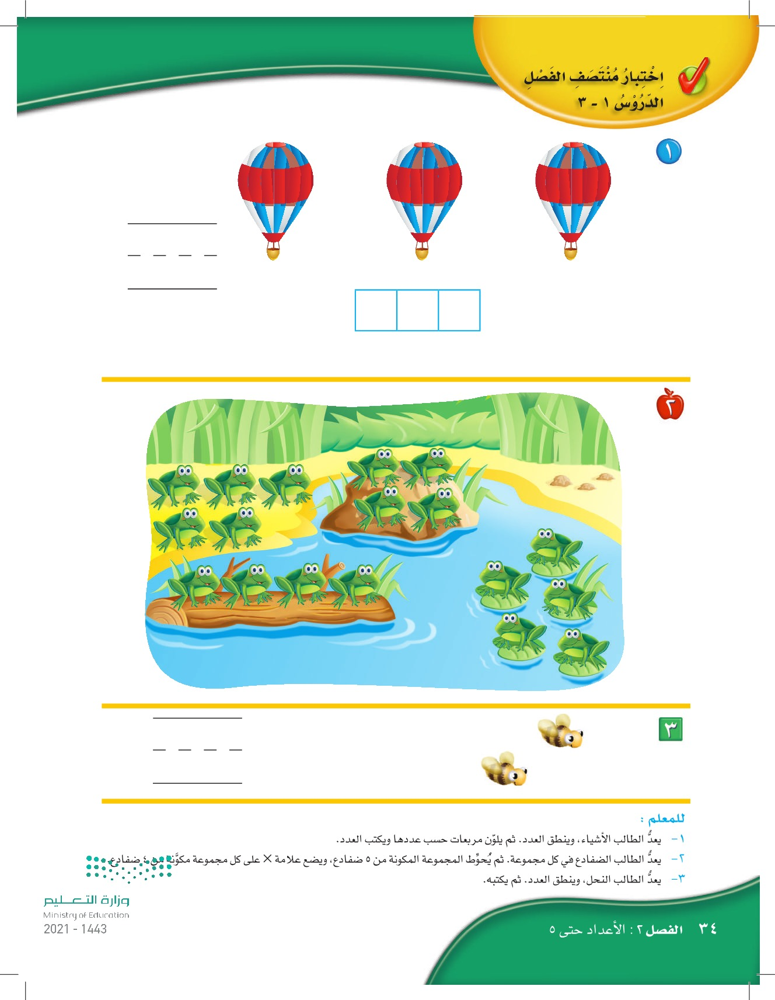 اِخْتِبارُ مُنْتَصَفِ الفَصْلِ
الدّرُوْسُ ١ - ٣
١
٢
٣
للمعلم :
١- يعدُّ الطالب الأشياء، وينطق العدد. ثم يلوّن مربعات حسب عددها ويكتب العدد.
٢- يعدُّ الطالب الضفادع في كل مجموعة. ثم يُحوِّط المجموعة المكونة من ٥ ضفادع، ويضع علامة × على كل مجموعة مكوَّنة من ٤ ضفادع.
٣- يعدُّ الطالب النحل، وينطق العدد. ثم يكتبه.
وزارة التعـــليم
Ministry of Education
2021 - 1443
٣٤ الفصل ٢ : الأعداد حتى ٥